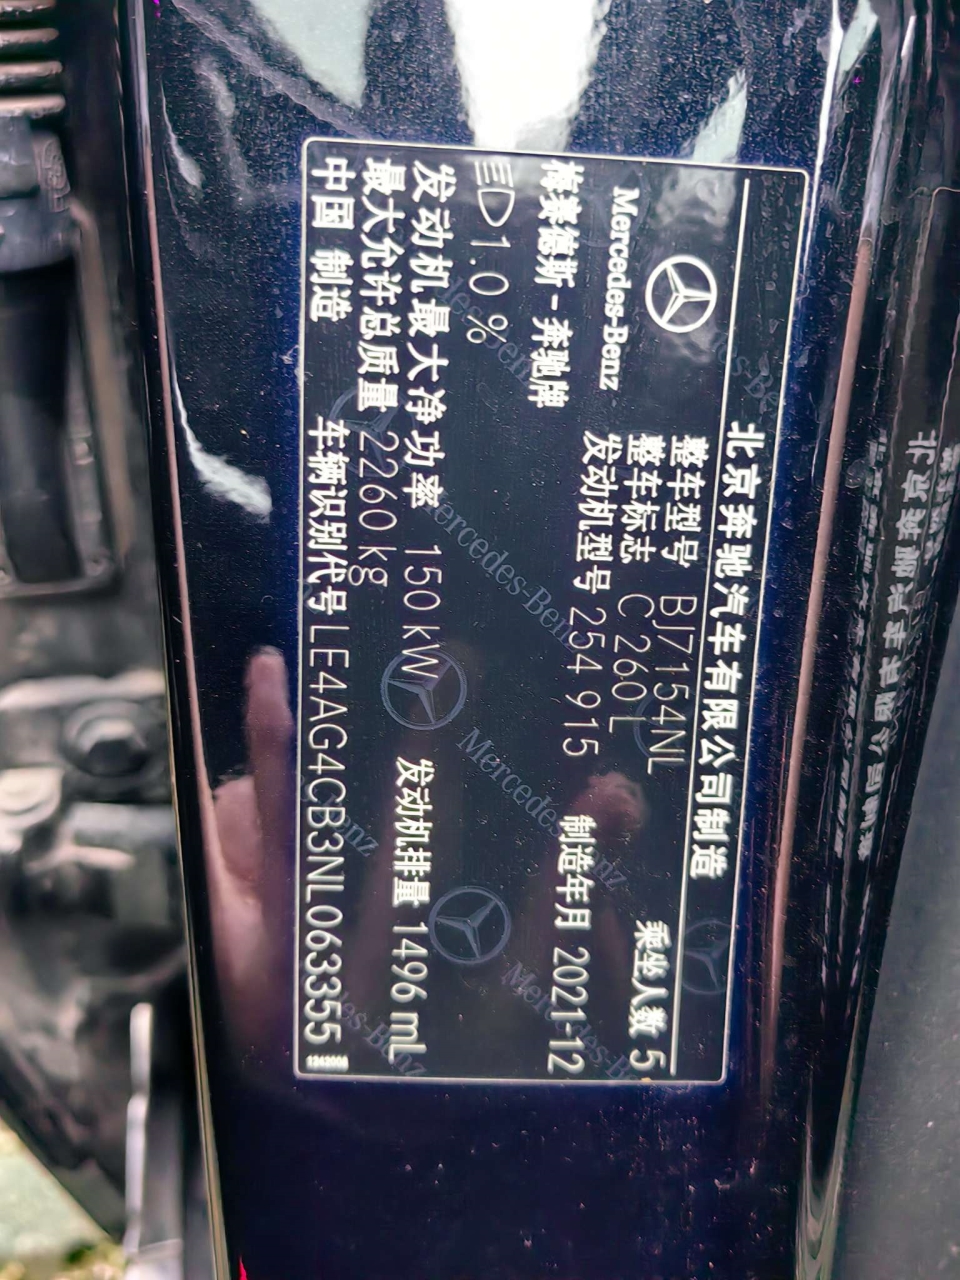 北京奔驰汽车有限公司制造
Mercedes-Benz
整车型号 BJ7154NL 乘坐人数 5
整车标志 C 260 L
梅赛德斯-奔驰牌 发动机型号 254 915 制造年月 2021-12
1.0 %
发动机最大净功率 150 kW 发动机排量 1496 mL
最大允许总质量 2260 kg
中国 制造 车辆识别代号 LE4AG4CB3NL063355